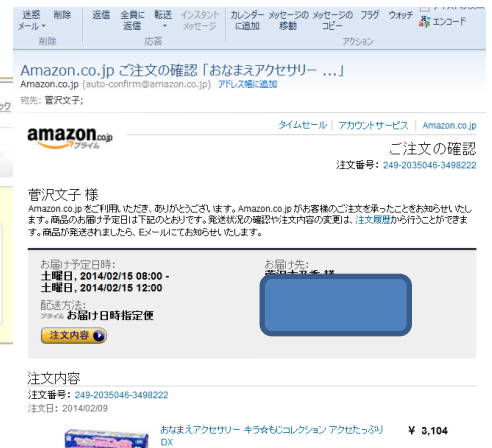 迷惑 削除 返信 全員に 転送 インスタント カレンダー メッセージの メッセージの フラグ ウォッチ
メール 返信 メッセージ に追加 移動 コピー エンコード
削除 応答 アクション
Amazon.co.jp ご注文の確認「おなまえアクセサリー ...」
Amazon.co.jp (auto-confirm@amazon.co.jp) アドレス帳に追加
宛先: 菅沢文子;
タイムセール | アカウントサービス | Amazon.co.jp
amazon.co.jp
プライム
ご注文の確認
注文番号: 249-2035046-3498222
菅沢文子 様
Amazon.co.jp をご利用いただき、ありがとうございます。Amazon.co.jp がお客様のご注文を承ったことをお知らせいたし
ます。商品のお届け予定日は下記のとおりです。発送状況の確認や注文内容の変更は、注文履歴から行うことができま
す。商品が発送されましたら、Eメールにてお知らせいたします。
お届け予定日時: お届け先:
土曜日, 2014/02/15 08:00 -
土曜日, 2014/02/15 12:00
配送方法:
プライム お届け日時指定便
注文内容
注文内容
注文番号: 249-2035046-3498222
注文日: 2014/02/09
おなまえアクセサリー キラ☆もじコレクション アクセたっぷり ¥ 3,104
DX